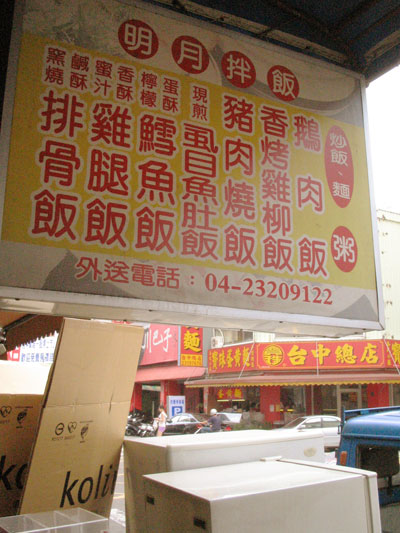 明月拌飯
炒飯、麵
粥
鵝肉飯
香烤雞柳飯
豬肉燒飯
現煎虱目魚肚飯
蛋酥 檸檬 鱈魚飯
香酥 蜜汁 雞腿飯
鹹酥 窯燒 排骨飯
外送電話：04-23209122
川巴子
麵
台中總店
P
koli